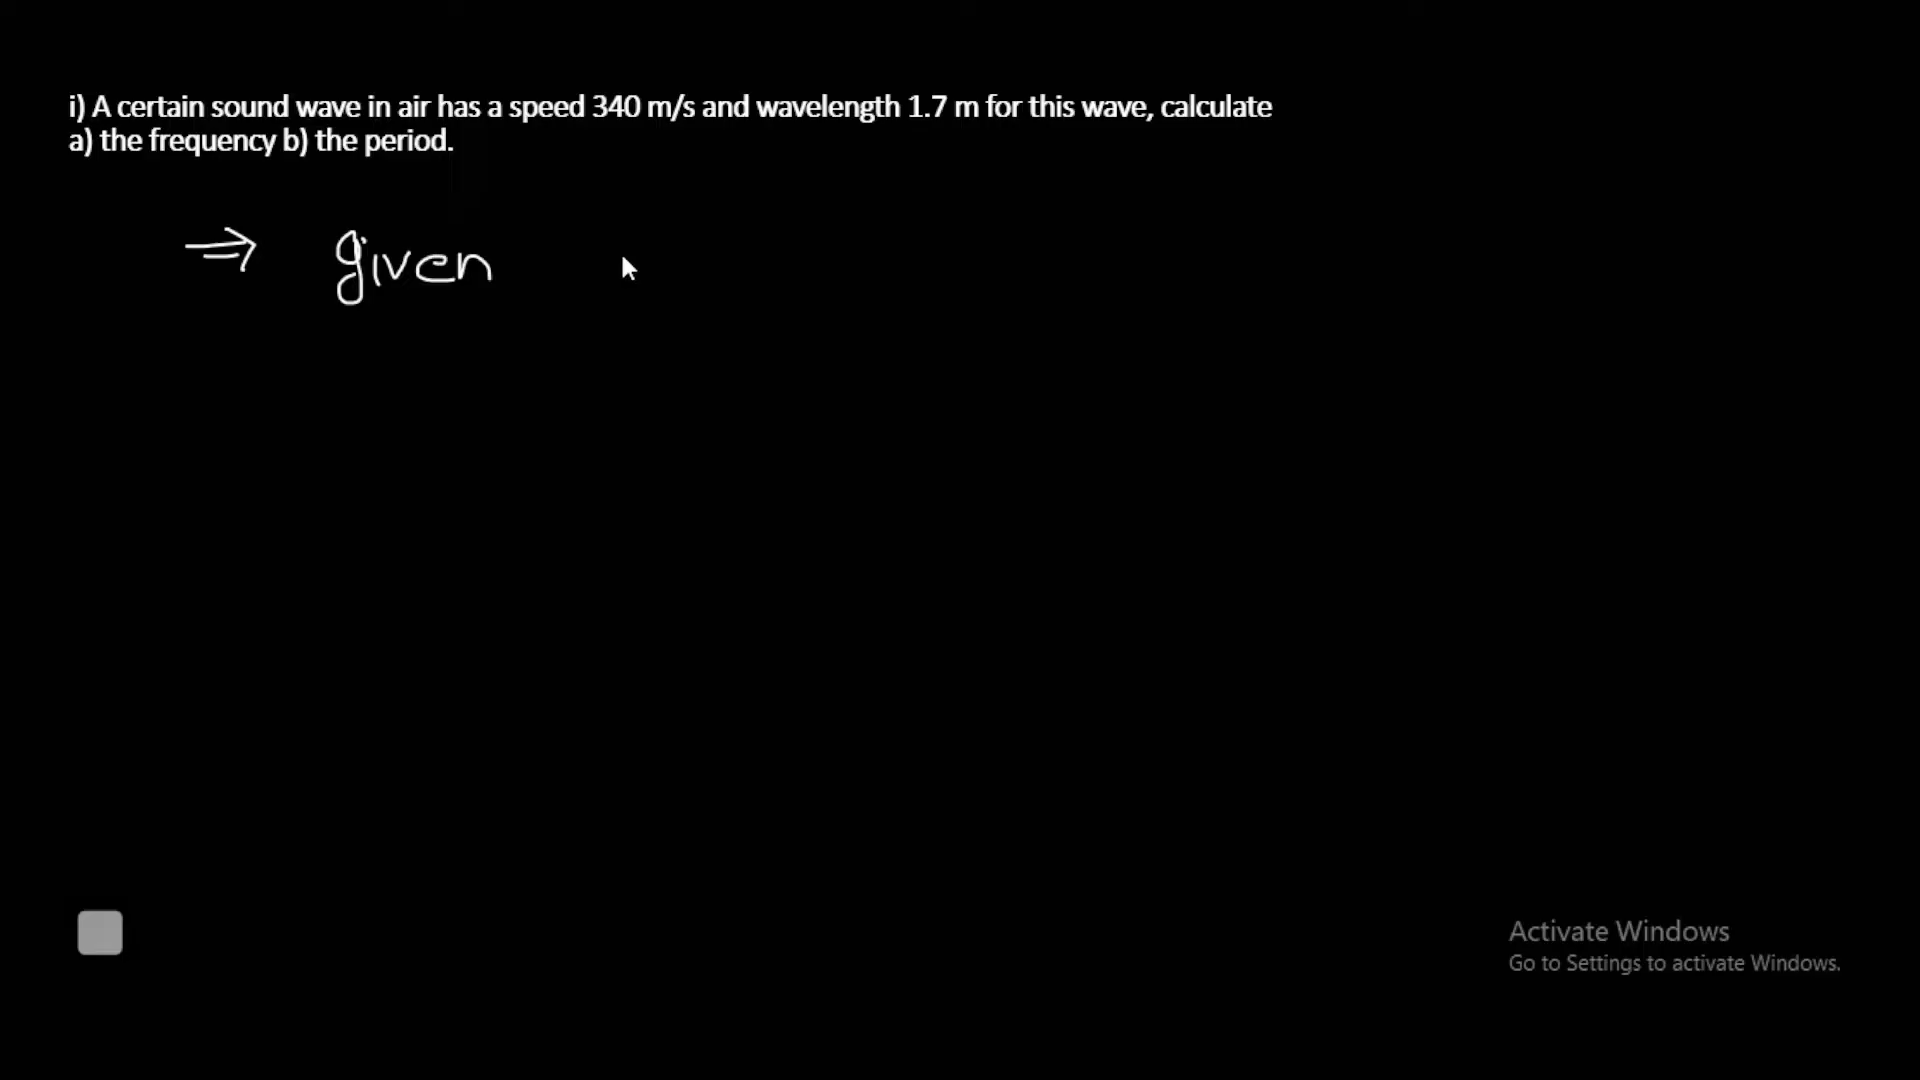 i) A certain sound wave in air has a speed 340 m/s and wavelength 1.7 m for this wave, calculate
a) the frequency b) the period.
⇒ given
Activate Windows
Go to Settings to activate Windows.